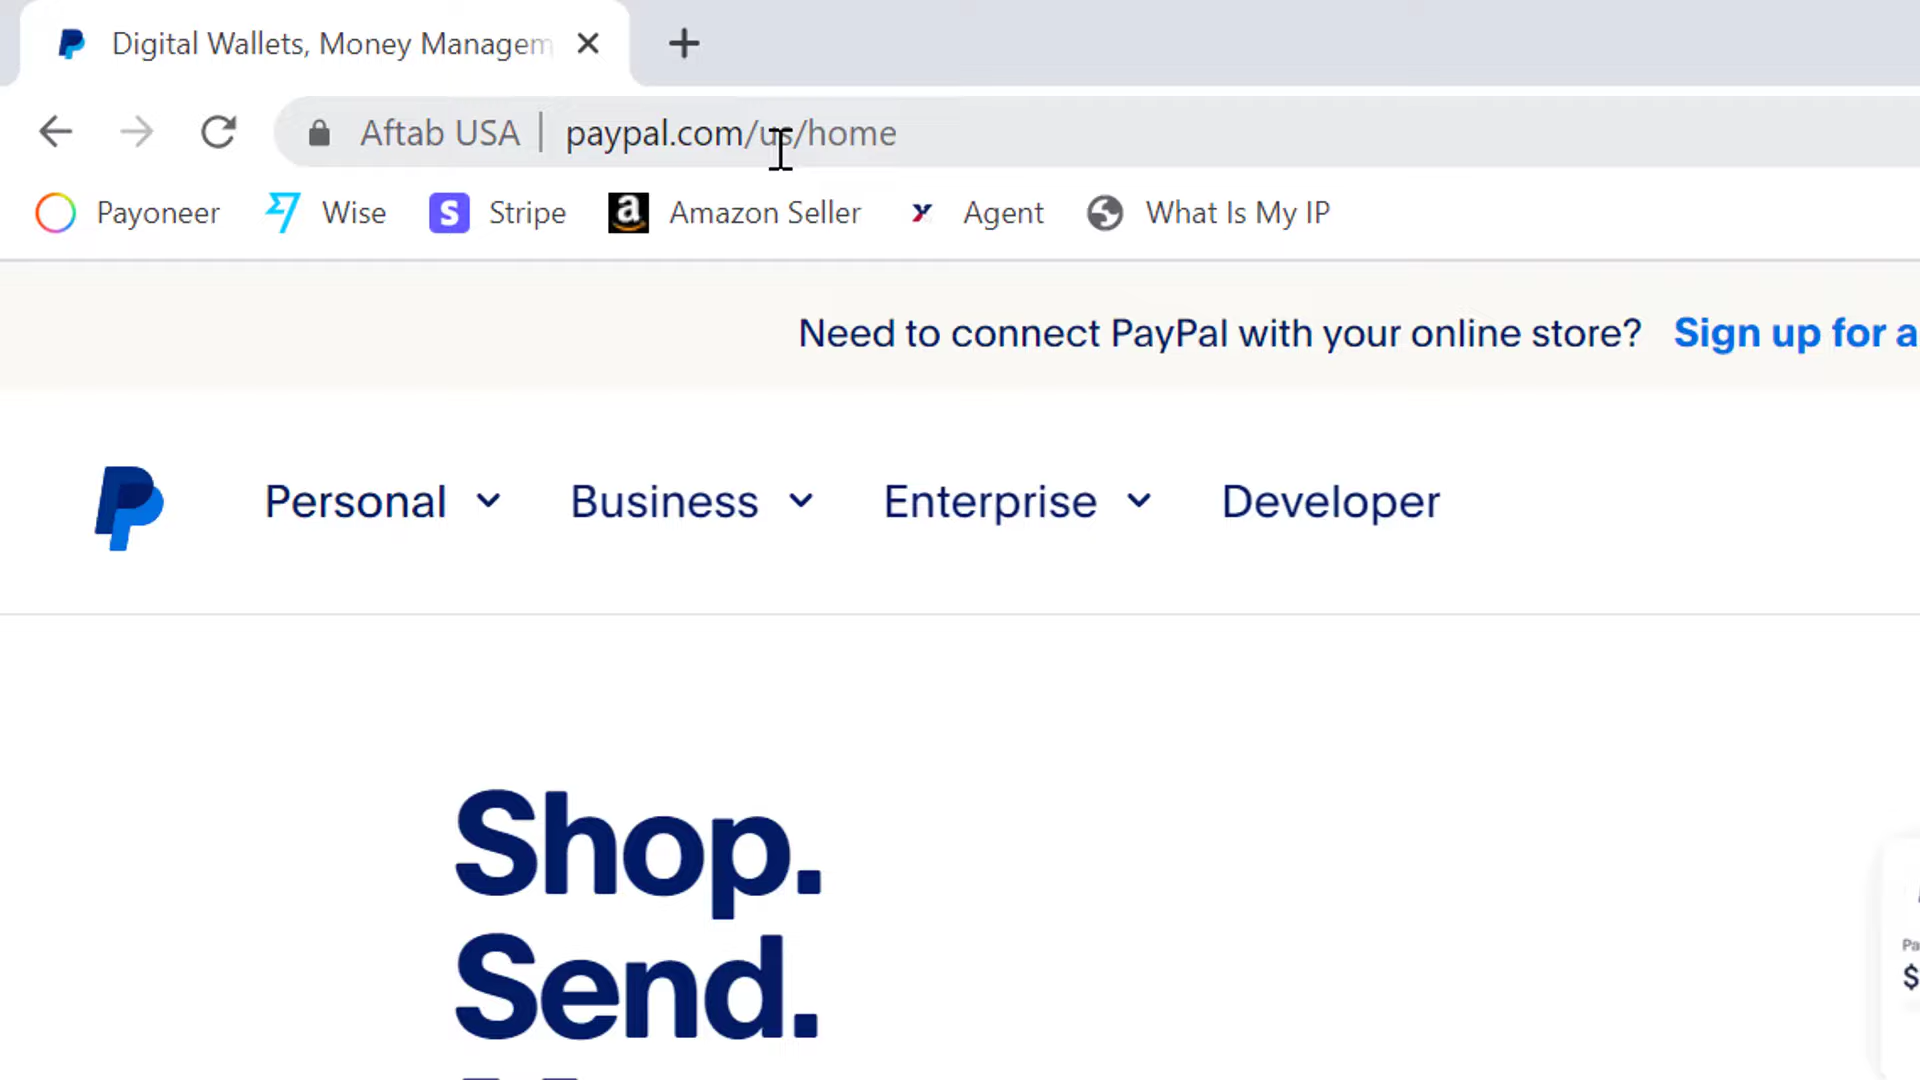 Digital Wallets, Money Managem
Aftab USA | paypal.com/us/home
Payoneer Wise Stripe Amazon Seller Agent What Is My IP
Need to connect PayPal with your online store? Sign up for a
Personal Business Enterprise Developer
Shop.
Send.
Pa
$